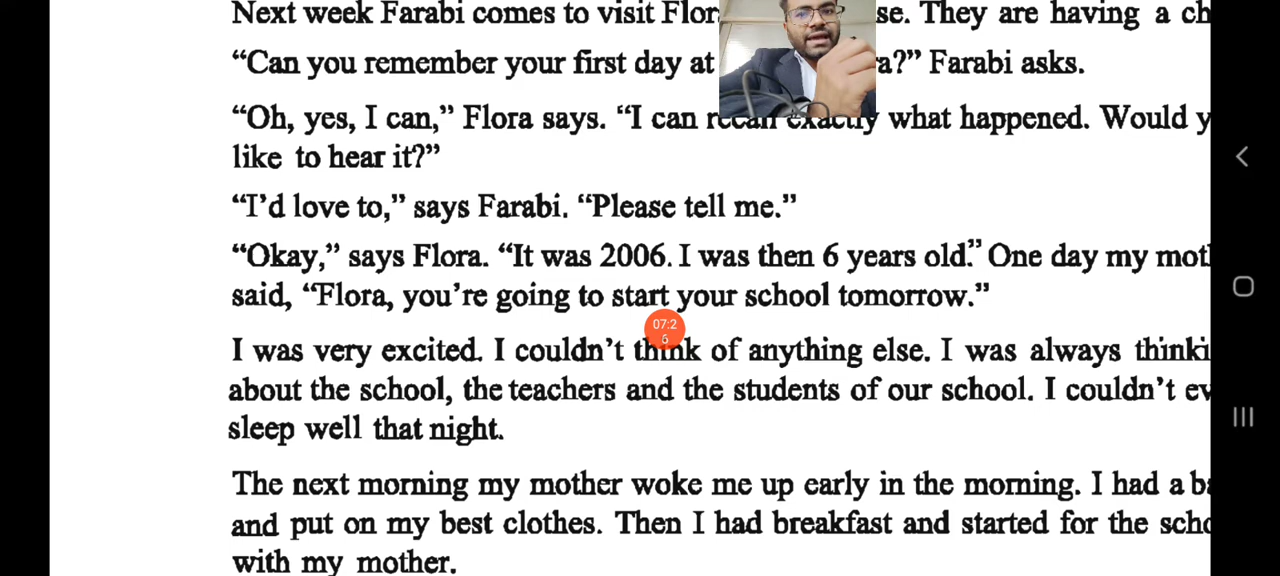 Next week Farabi comes to visit Flor se. They are having a ch
“Can you remember your first day at a?” Farabi asks.
“Oh, yes, I can,” Flora says. “I can recall exactly what happened. Would y
like to hear it?”
“I’d love to,” says Farabi. “Please tell me.”
“Okay,” says Flora. “It was 2006. I was then 6 years old.” One day my mot
said, “Flora, you’re going to start your school tomorrow.”
07:2
6
I was very excited. I couldn’t think of anything else. I was always thinki
about the school, the teachers and the students of our school. I couldn’t ev
sleep well that night.
The next morning my mother woke me up early in the morning. I had a ba
and put on my best clothes. Then I had breakfast and started for the scho
with my mother.